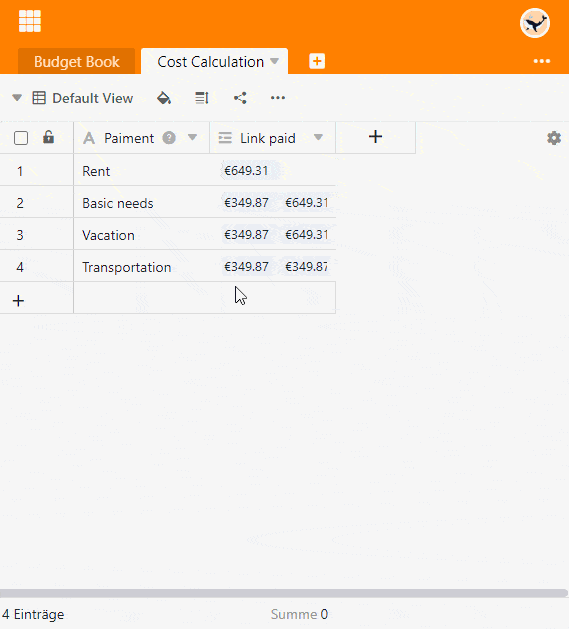 Budget Book Cost Calculation
Default View
Paiment Link paid
1 Rent €649.31
2 Basic needs €349.87 €649.31
3 Vacation €349.87 €649.31
4 Transportation €349.87 €349.87
4 Einträge Summe 0